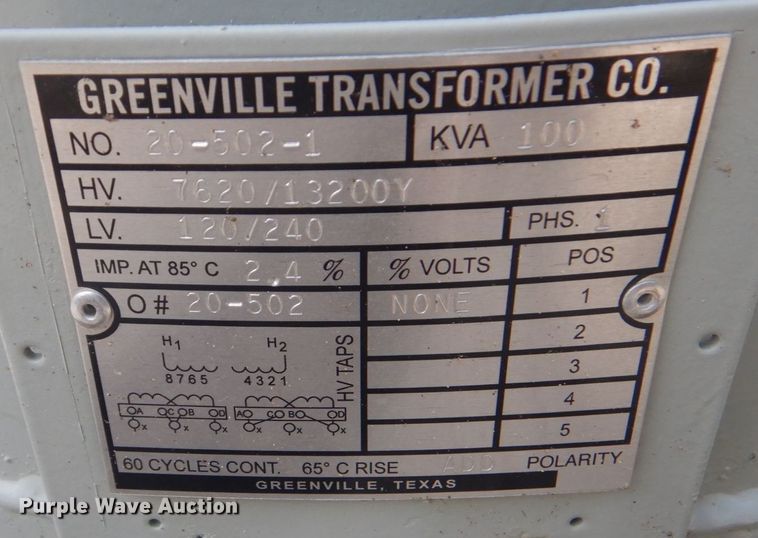 GREENVILLE TRANSFORMER CO.
NO. 20-502-1 KVA 100
HV. 7620/13200Y
LV. 120/240 PHS. 1
IMP. AT 85° C 2.4 % % VOLTS POS
O # 20-502 NONE 1
2
3
4
5
HV TAPS
H1 H2
8765 4321
A C B D A C B D
X X X X X X
60 CYCLES CONT. 65° C RISE ADD POLARITY
GREENVILLE, TEXAS
Purple Wave Auction